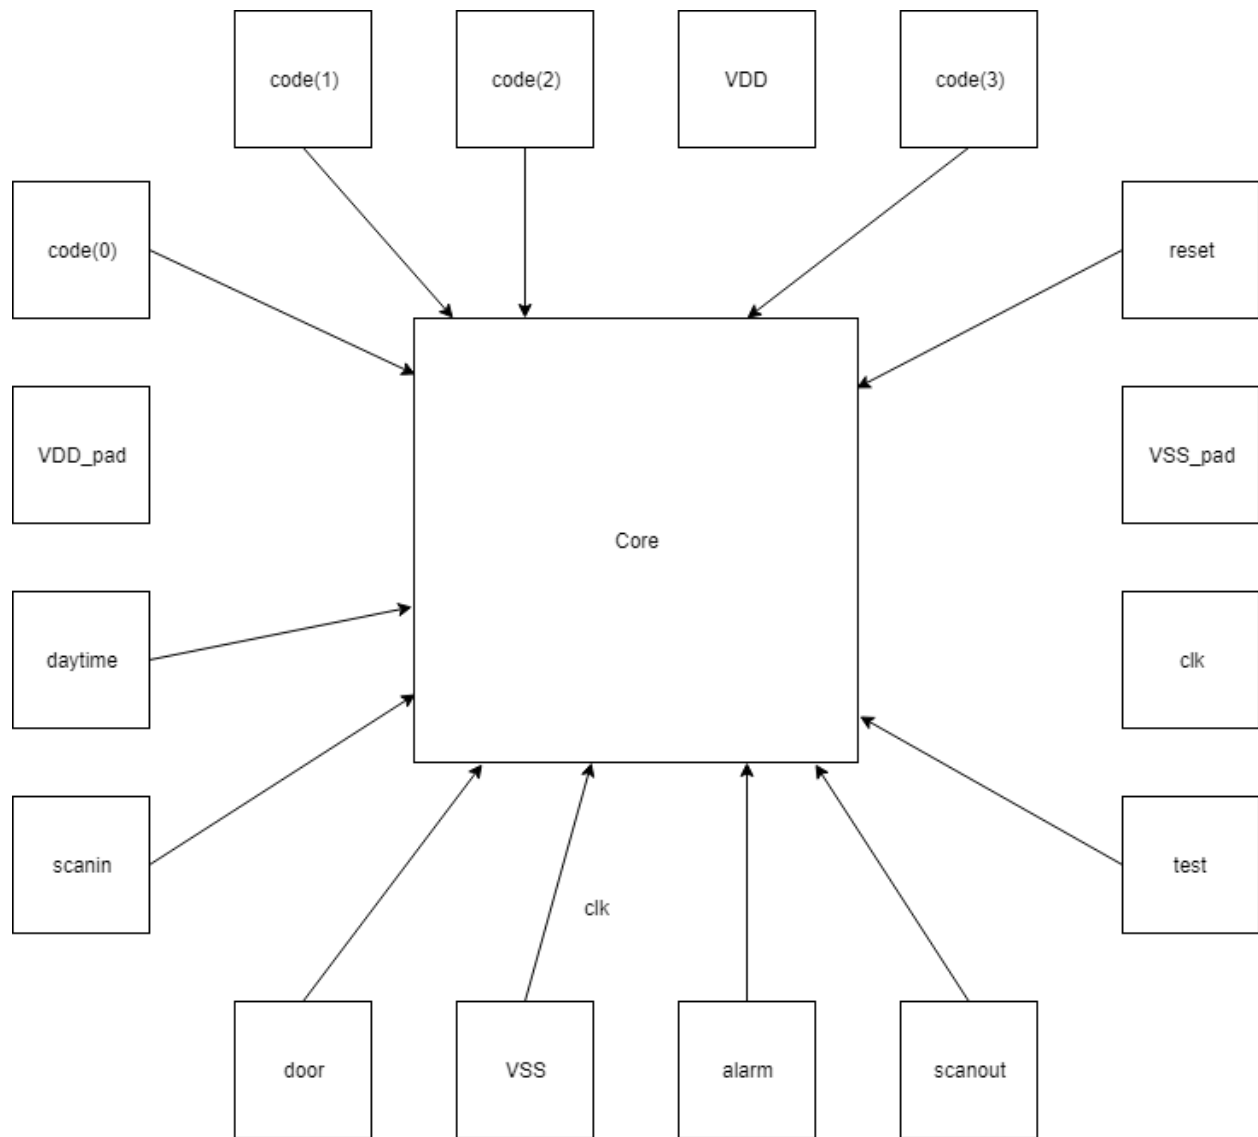 code(1)
code(2)
VDD
code(3)
code(0)
reset
VDD_pad
VSS_pad
Core
daytime
clk
scanin
test
clk
door
VSS
alarm
scanout